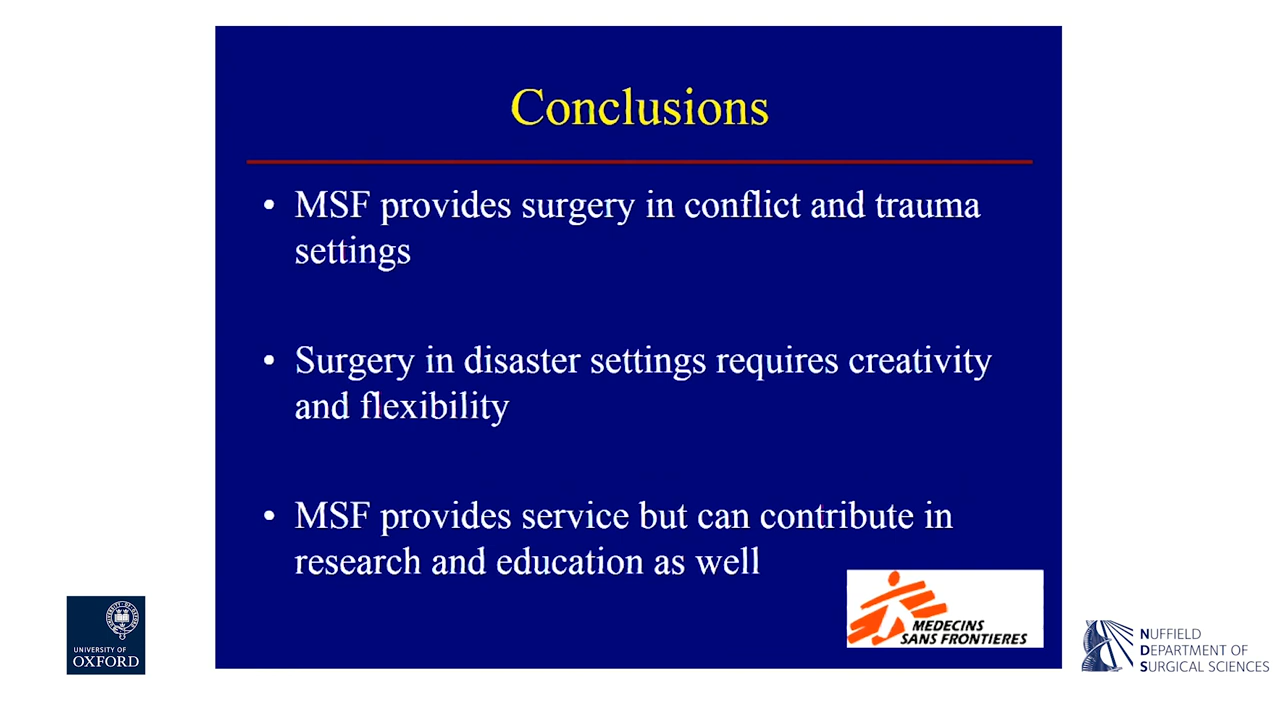 Conclusions
• MSF provides surgery in conflict and trauma
settings
• Surgery in disaster settings requires creativity
and flexibility
• MSF provides service but can contribute in
research and education as well
MEDECINS
SANS FRONTIERES
UNIVERSITY OF
OXFORD
NUFFIELD
DEPARTMENT OF
SURGICAL SCIENCES